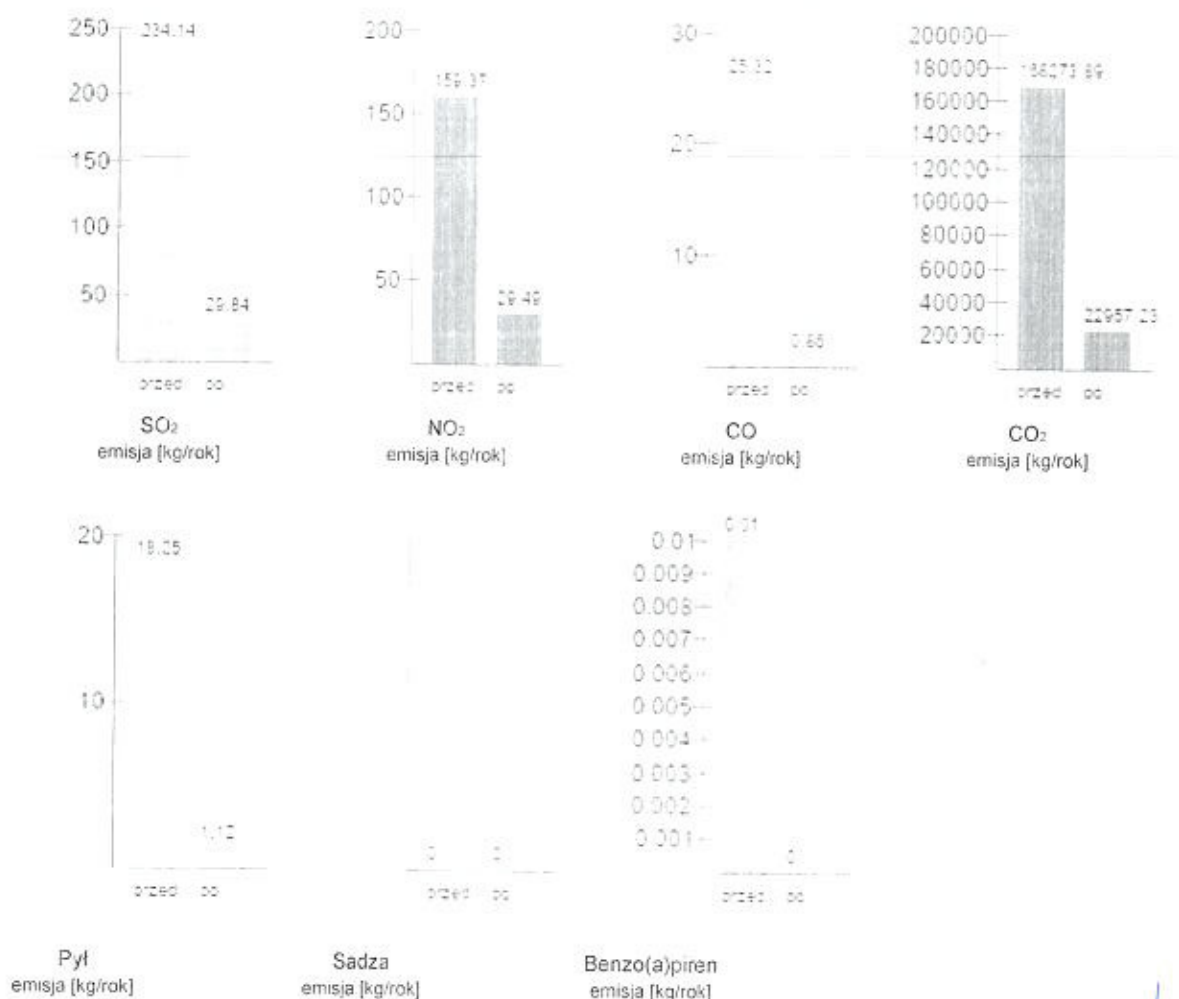 250
234.14
200
150
100
50
29.84
przed po
SO₂
emisja [kg/rok]
200
159.37
150
100
50
29.49
przed po
NO₂
emisja [kg/rok]
30
20
10
przed po
CO
emisja [kg/rok]
200000
180000
160000
140000
120000
100000
80000
60000
40000
20000
22957.23
przed po
CO₂
emisja [kg/rok]
20
10
1.12
przed po
Pył
emisja [kg/rok]
0 0
przed po
Sadza
emisja [kg/rok]
0.01
0.01
0.009
0.008
0.007
0.006
0.005
0.004
0.003
0.002
0.001
0
przed po
Benzo(a)piren
emisja [kg/rok]